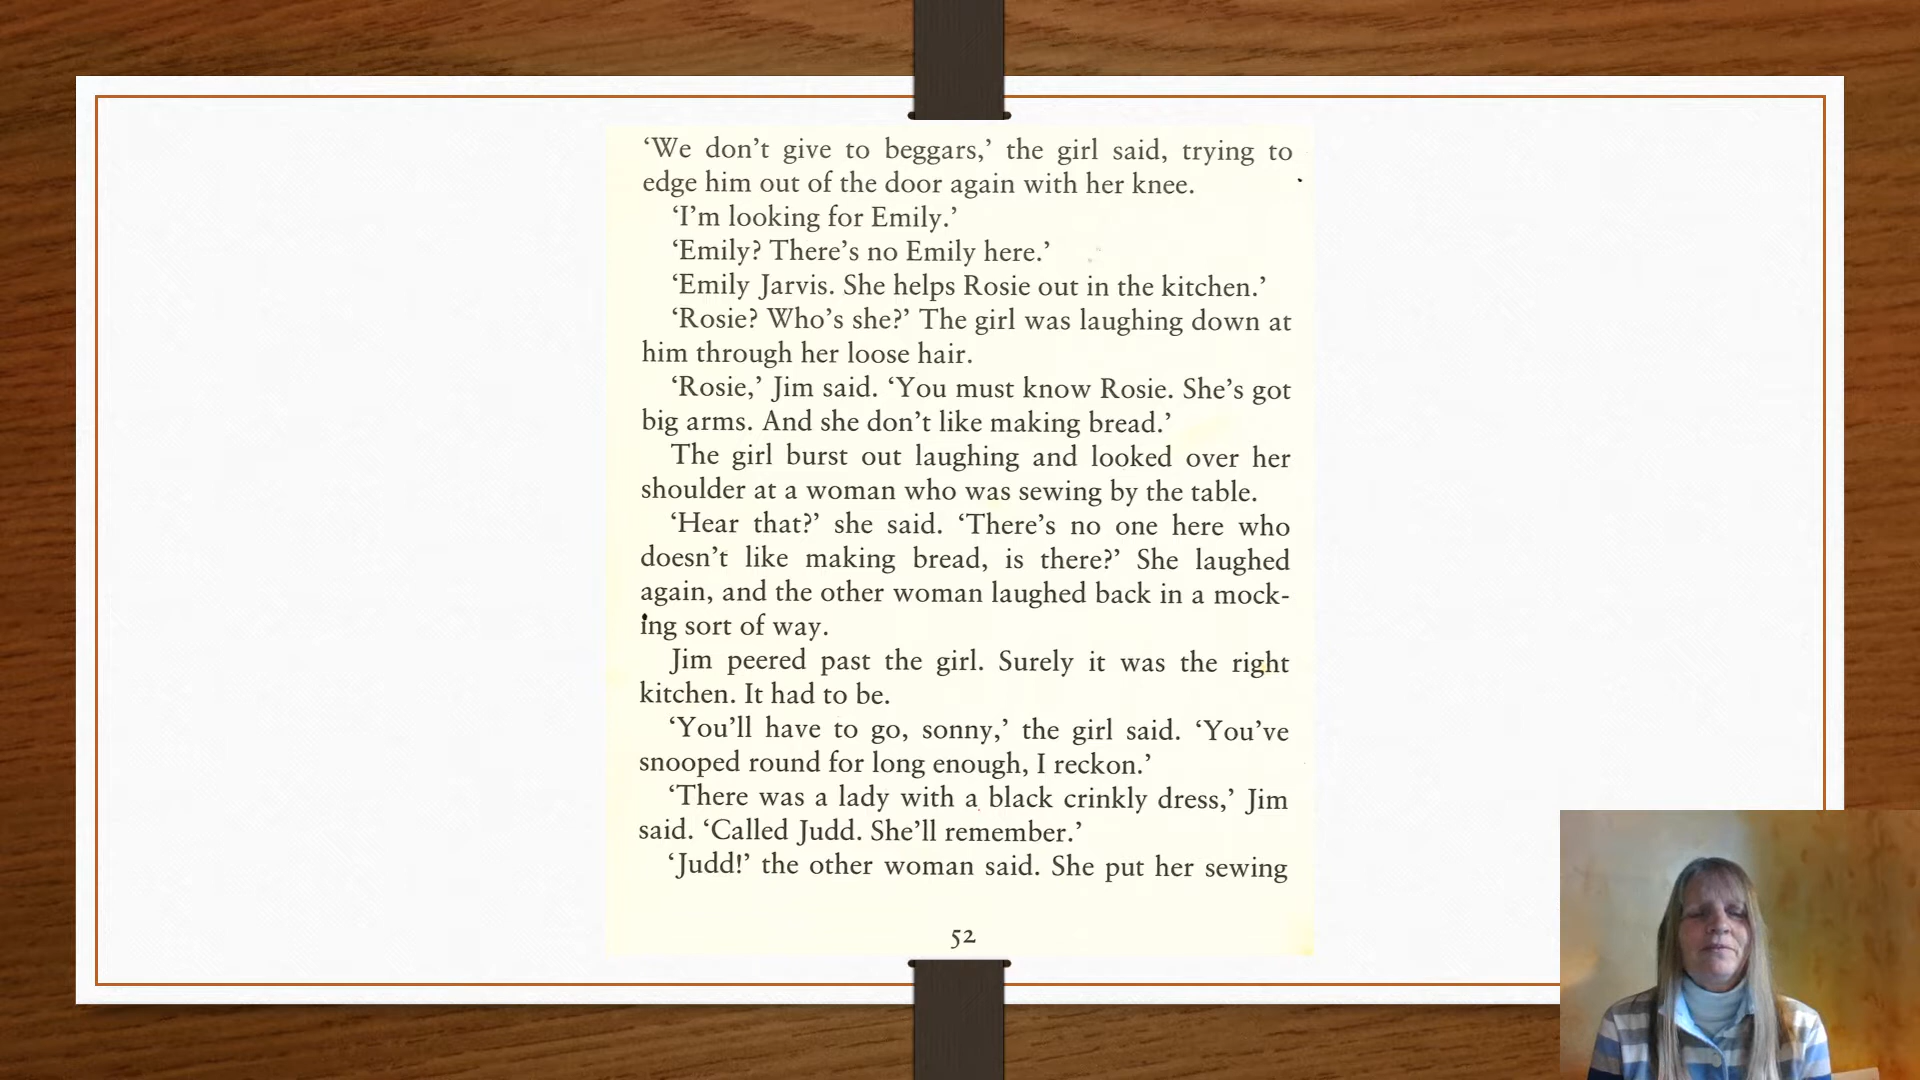 ‘We don’t give to beggars,’ the girl said, trying to
edge him out of the door again with her knee.
‘I’m looking for Emily.’
‘Emily? There’s no Emily here.’
‘Emily Jarvis. She helps Rosie out in the kitchen.’
‘Rosie? Who’s she?’ The girl was laughing down at
him through her loose hair.
‘Rosie,’ Jim said. ‘You must know Rosie. She’s got
big arms. And she don’t like making bread.’
The girl burst out laughing and looked over her
shoulder at a woman who was sewing by the table.
‘Hear that?’ she said. ‘There’s no one here who
doesn’t like making bread, is there?’ She laughed
again, and the other woman laughed back in a mock-
ing sort of way.
Jim peered past the girl. Surely it was the right
kitchen. It had to be.
‘You’ll have to go, sonny,’ the girl said. ‘You’ve
snooped round for long enough, I reckon.’
‘There was a lady with a black crinkly dress,’ Jim
said. ‘Called Judd. She’ll remember.’
‘Judd!’ the other woman said. She put her sewing
52